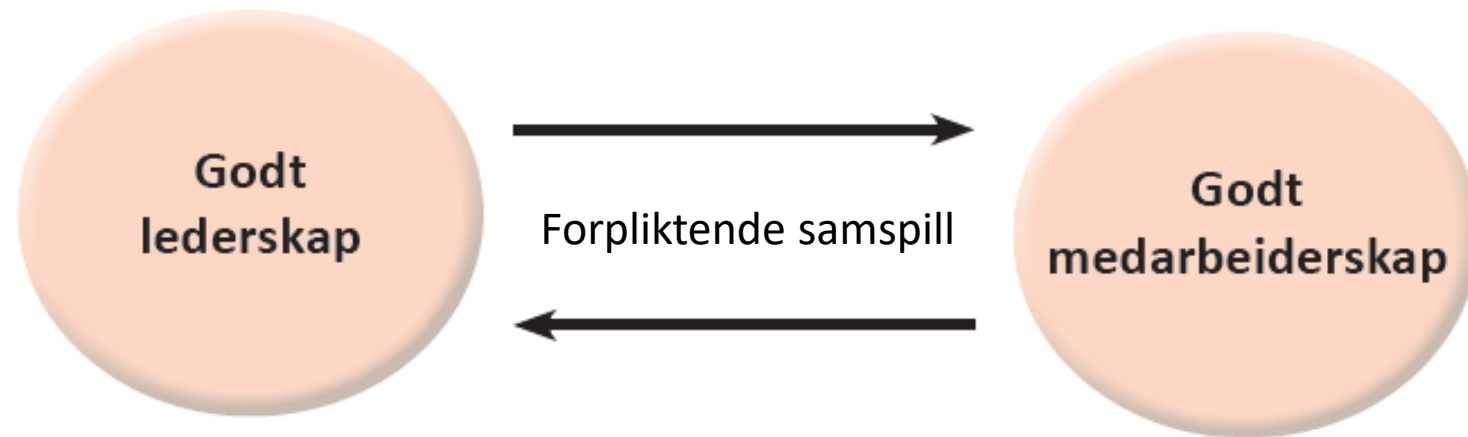 Godt
lederskap
Forpliktende samspill
Godt
medarbeiderskap